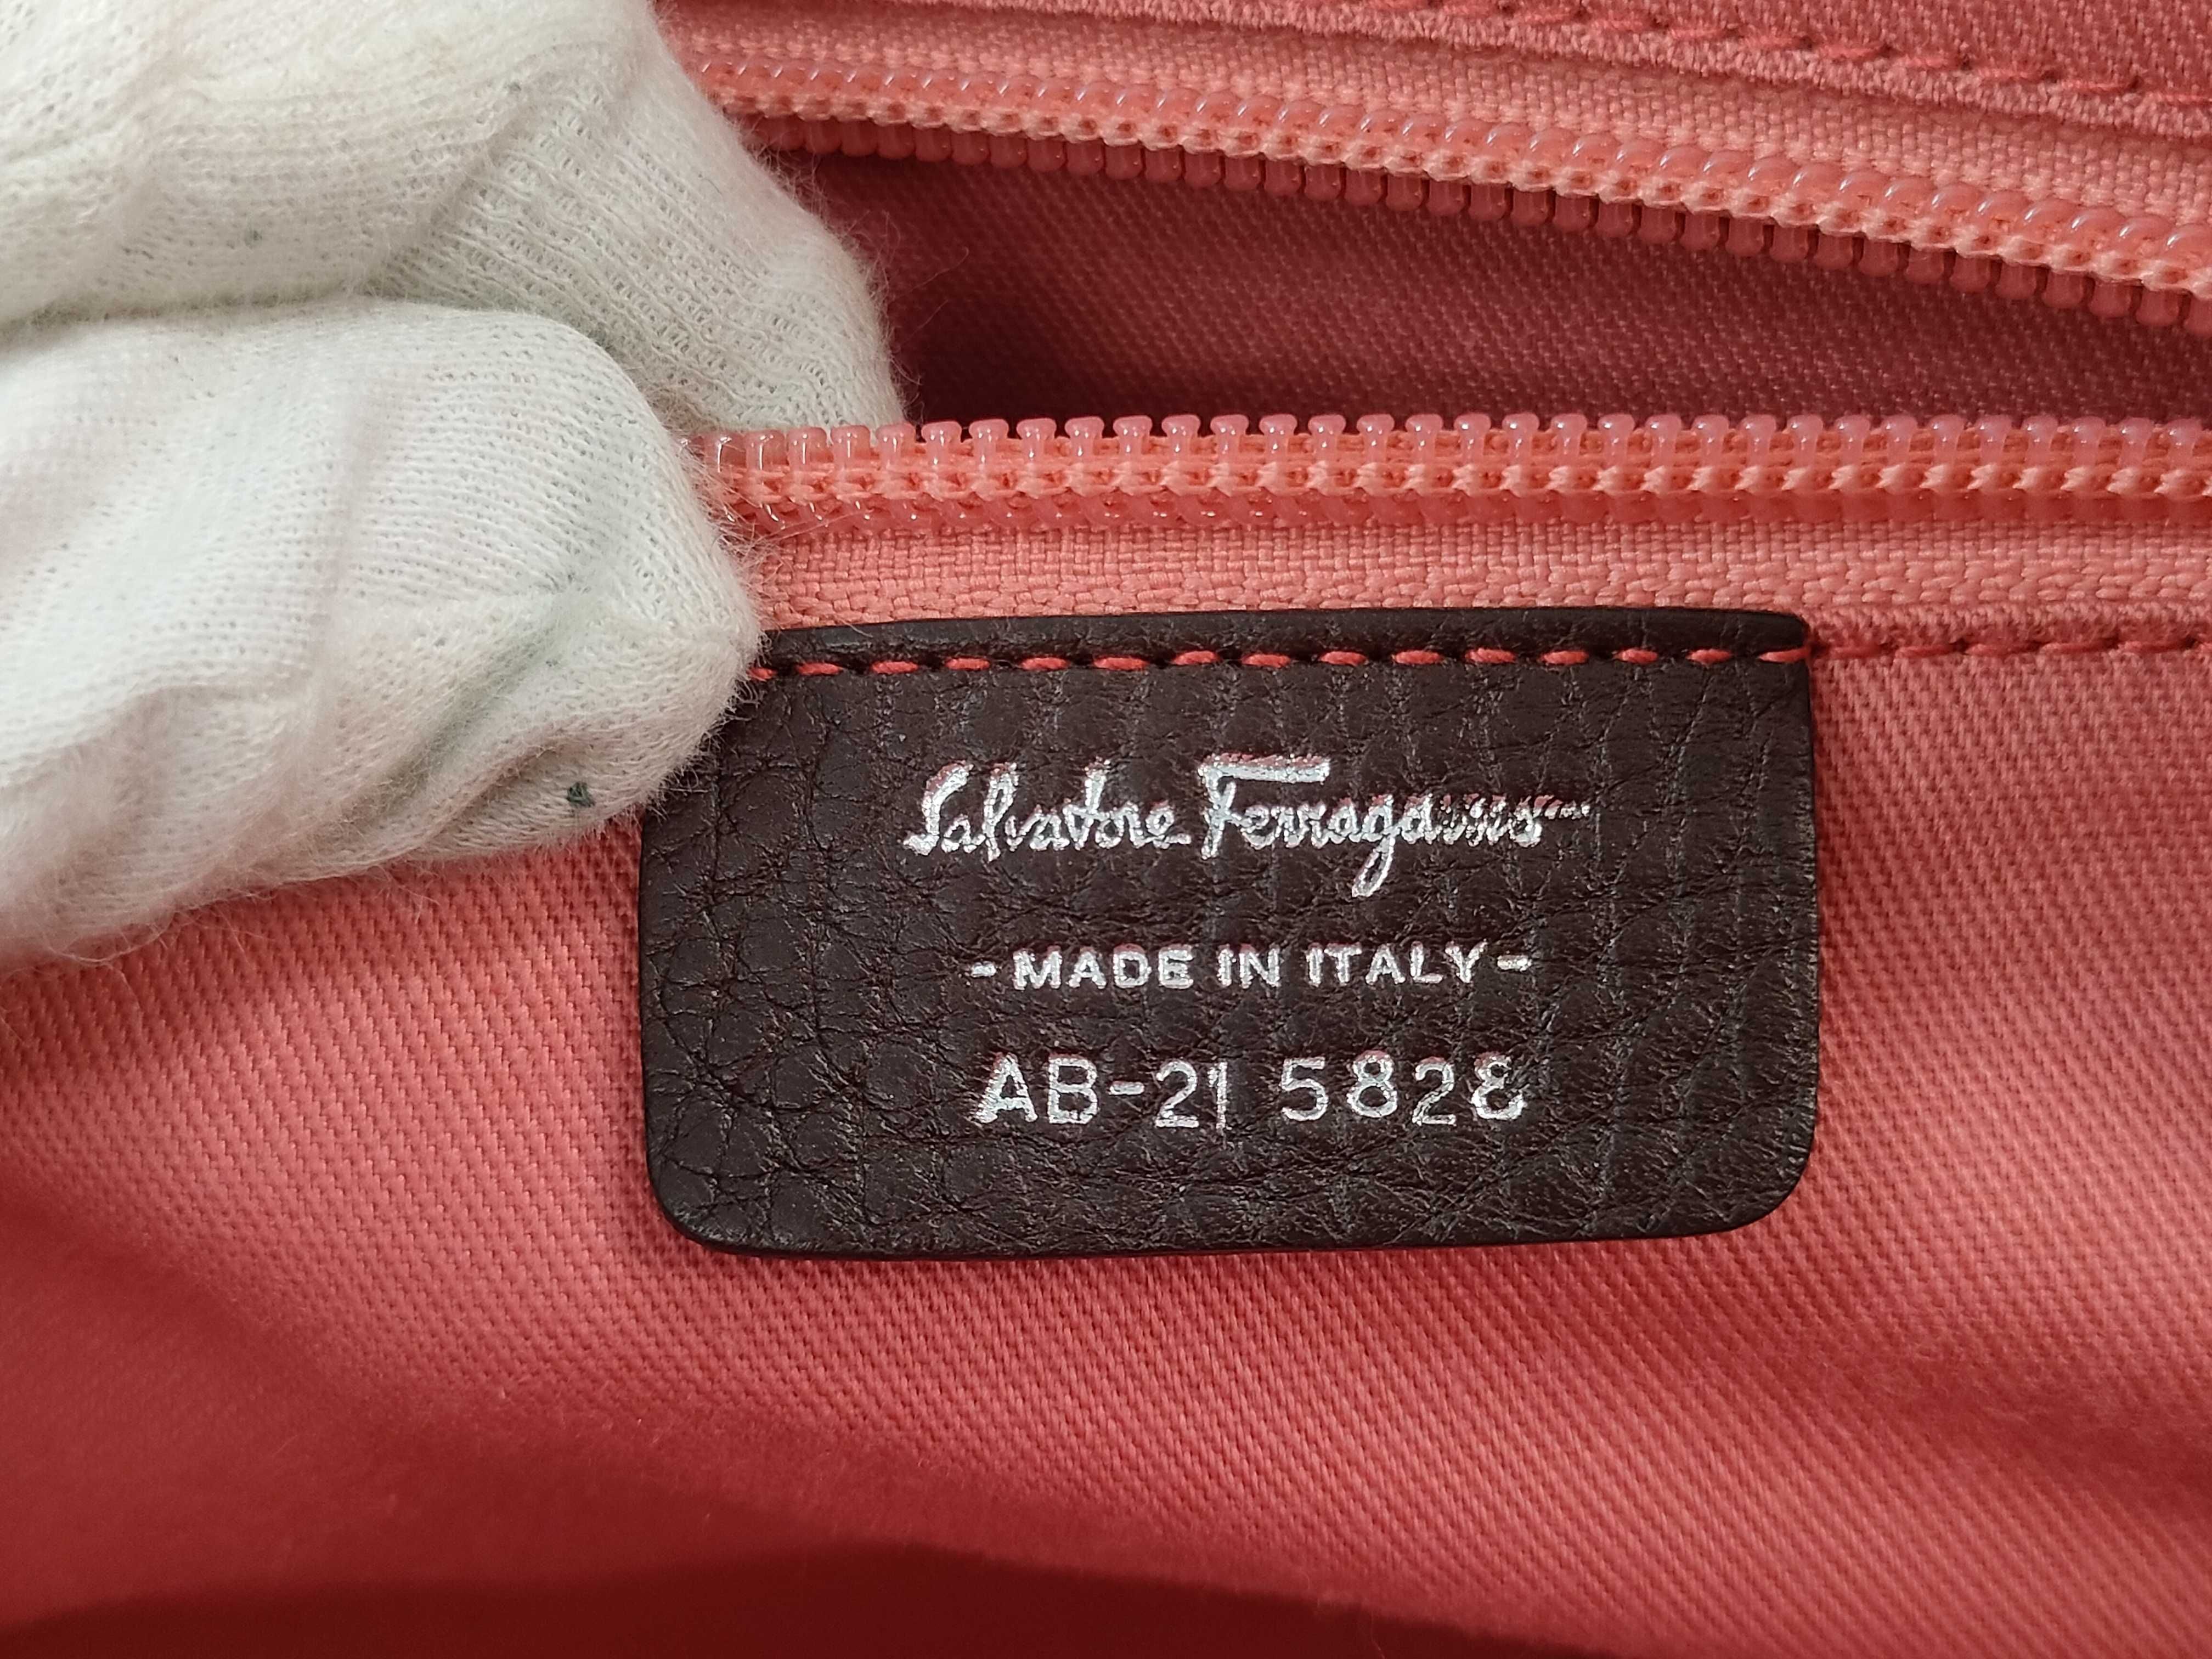 Salvatore Ferragamo
-MADE IN ITALY-
AB-21 5828